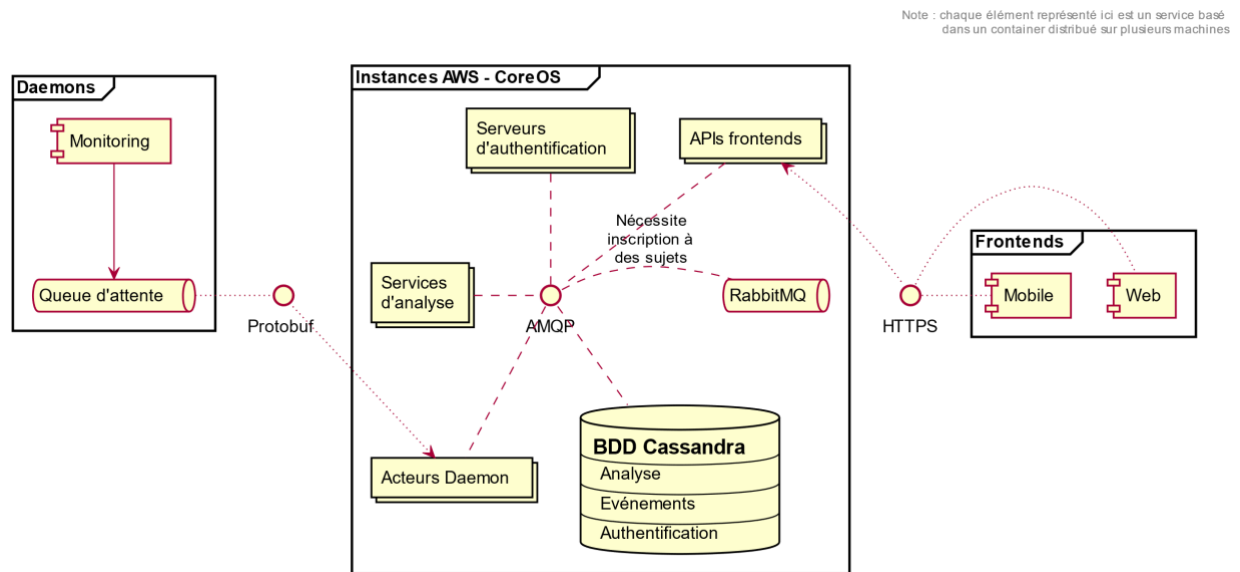 Note : chaque élément représenté ici est un service basé
dans un container distribué sur plusieurs machines
Daemons
Monitoring
Queue d'attente
Protobuf
Instances AWS - CoreOS
Serveurs
d'authentification
APIs frontends
Nécessite
inscription à
des sujets
Services
d'analyse
AMQP
RabbitMQ
Acteurs Daemon
BDD Cassandra
Analyse
Evénements
Authentification
HTTPS
Frontends
Mobile
Web